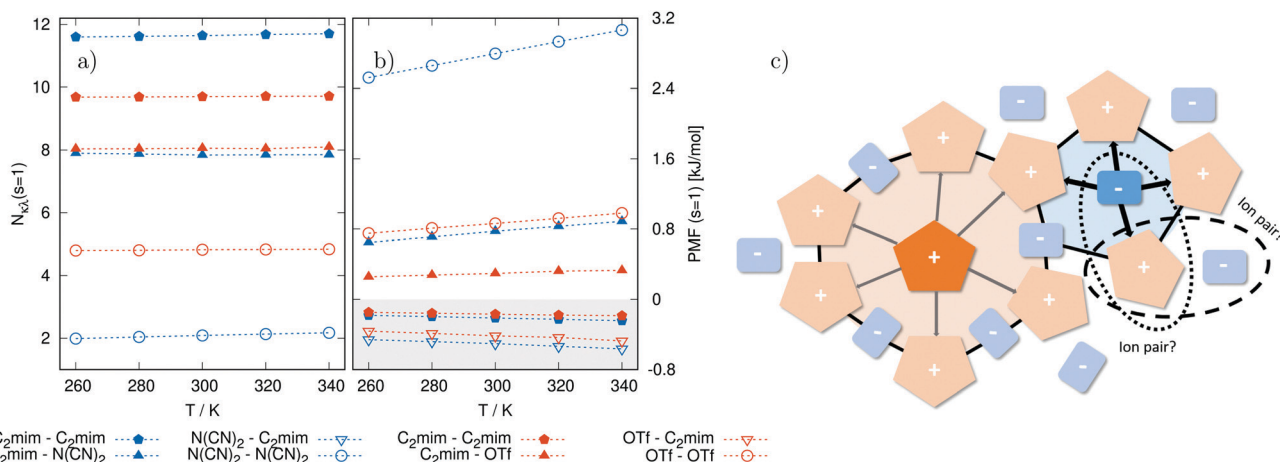 a)
12
10
8
6
4
2
N_κλ(s=1)
260 280 300 320 340
T / K
b)
3.2
2.4
1.6
0.8
0
-0.8
PMF (s=1) [kJ/mol]
260 280 300 320 340
T / K
c)
+
-
-
+
-
+
+
+
-
+
Ion pair?
+
-
-
+
+
-
+
+
-
-
Ion pair?
+
-
C₂mim - C₂mim
N(CN)₂ - C₂mim
C₂mim - C₂mim
OTf - C₂mim
₂mim - N(CN)₂
N(CN)₂ - N(CN)₂
C₂mim - OTf
OTf - OTf